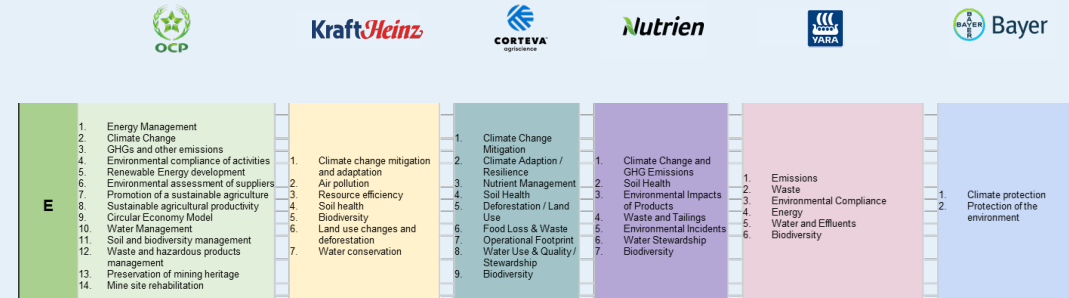 OCP
KraftHeinz
CORTEVA
agriscience
Nutrien
YARA
BAYER
BAYER
Bayer
E
1. Energy Management
2. Climate Change
3. GHGs and other emissions
4. Environmental compliance of activities
5. Renewable Energy development
6. Environmental assessment of suppliers
7. Promotion of a sustainable agriculture
8. Sustainable agricultural productivity
9. Circular Economy Model
10. Water Management
11. Soil and biodiversity management
12. Waste and hazardous products
management
13. Preservation of mining heritage
14. Mine site rehabilitation
1. Climate change mitigation
and adaptation
2. Air pollution
3. Resource efficiency
4. Soil health
5. Biodiversity
6. Land use changes and
deforestation
7. Water conservation
1. Climate Change
Mitigation
2. Climate Adaption /
Resilience
3. Nutrient Management
4. Soil Health
5. Deforestation / Land
Use
6. Food Loss & Waste
7. Operational Footprint
8. Water Use & Quality /
Stewardship
9. Biodiversity
1. Climate Change and
GHG Emissions
2. Soil Health
3. Environmental Impacts
of Products
4. Waste and Tailings
5. Environmental Incidents
6. Water Stewardship
7. Biodiversity
1. Emissions
2. Waste
3. Environmental Compliance
4. Energy
5. Water and Effluents
6. Biodiversity
1. Climate protection
2. Protection of the
environment